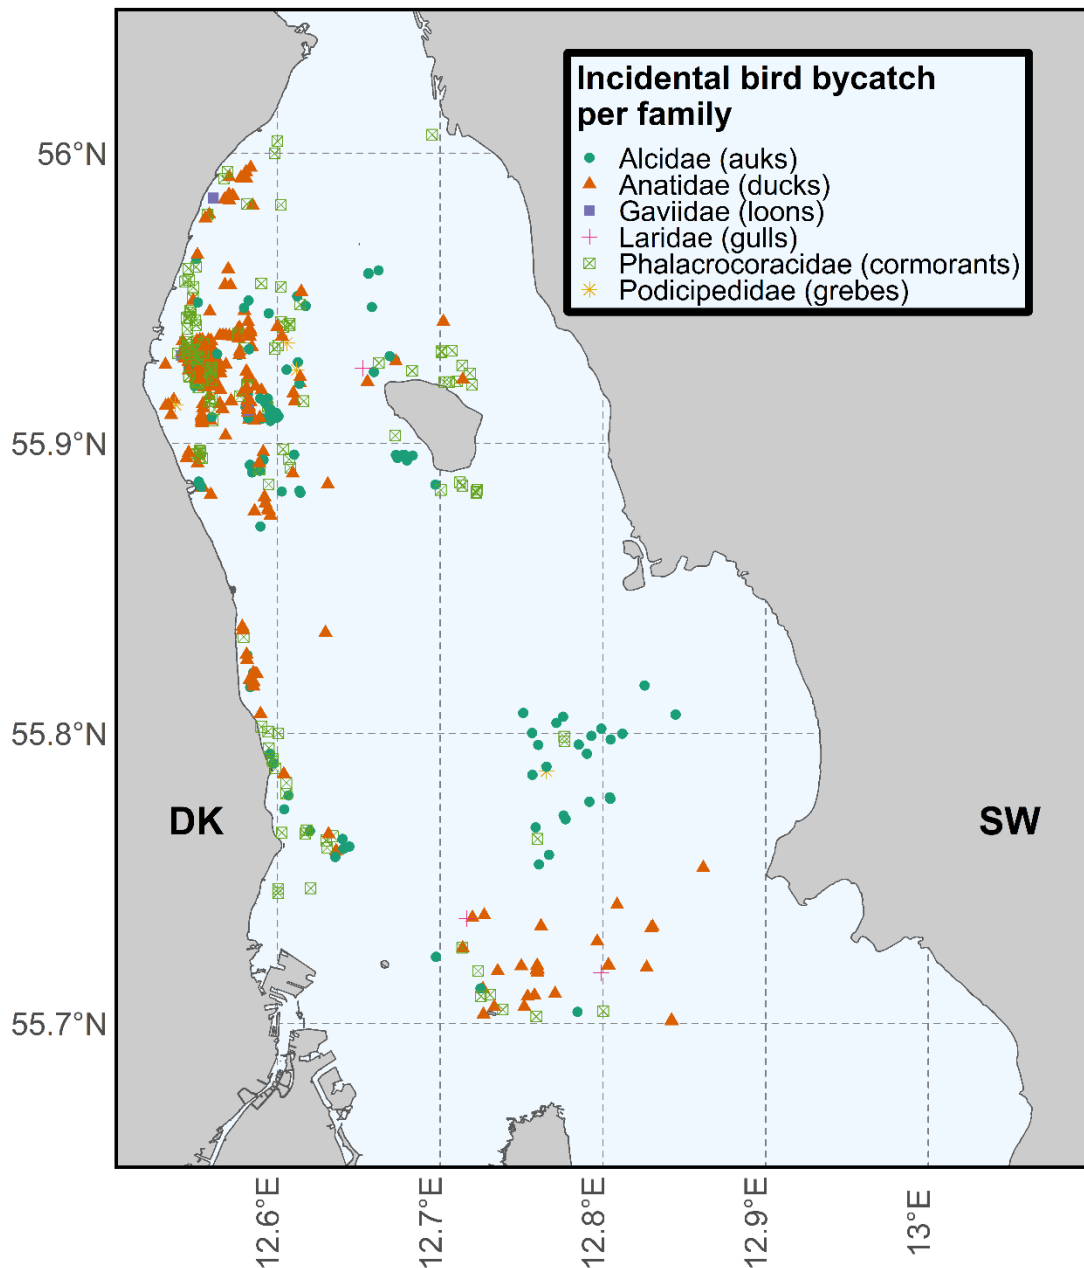 Incidental bird bycatch
per family
Alcidae (auks)
Anatidae (ducks)
Gaviidae (loons)
Laridae (gulls)
Phalacrocoracidae (cormorants)
Podicipedidae (grebes)
56°N
55.9°N
55.8°N
55.7°N
DK
SW
12.6°E
12.7°E
12.8°E
12.9°E
13°E